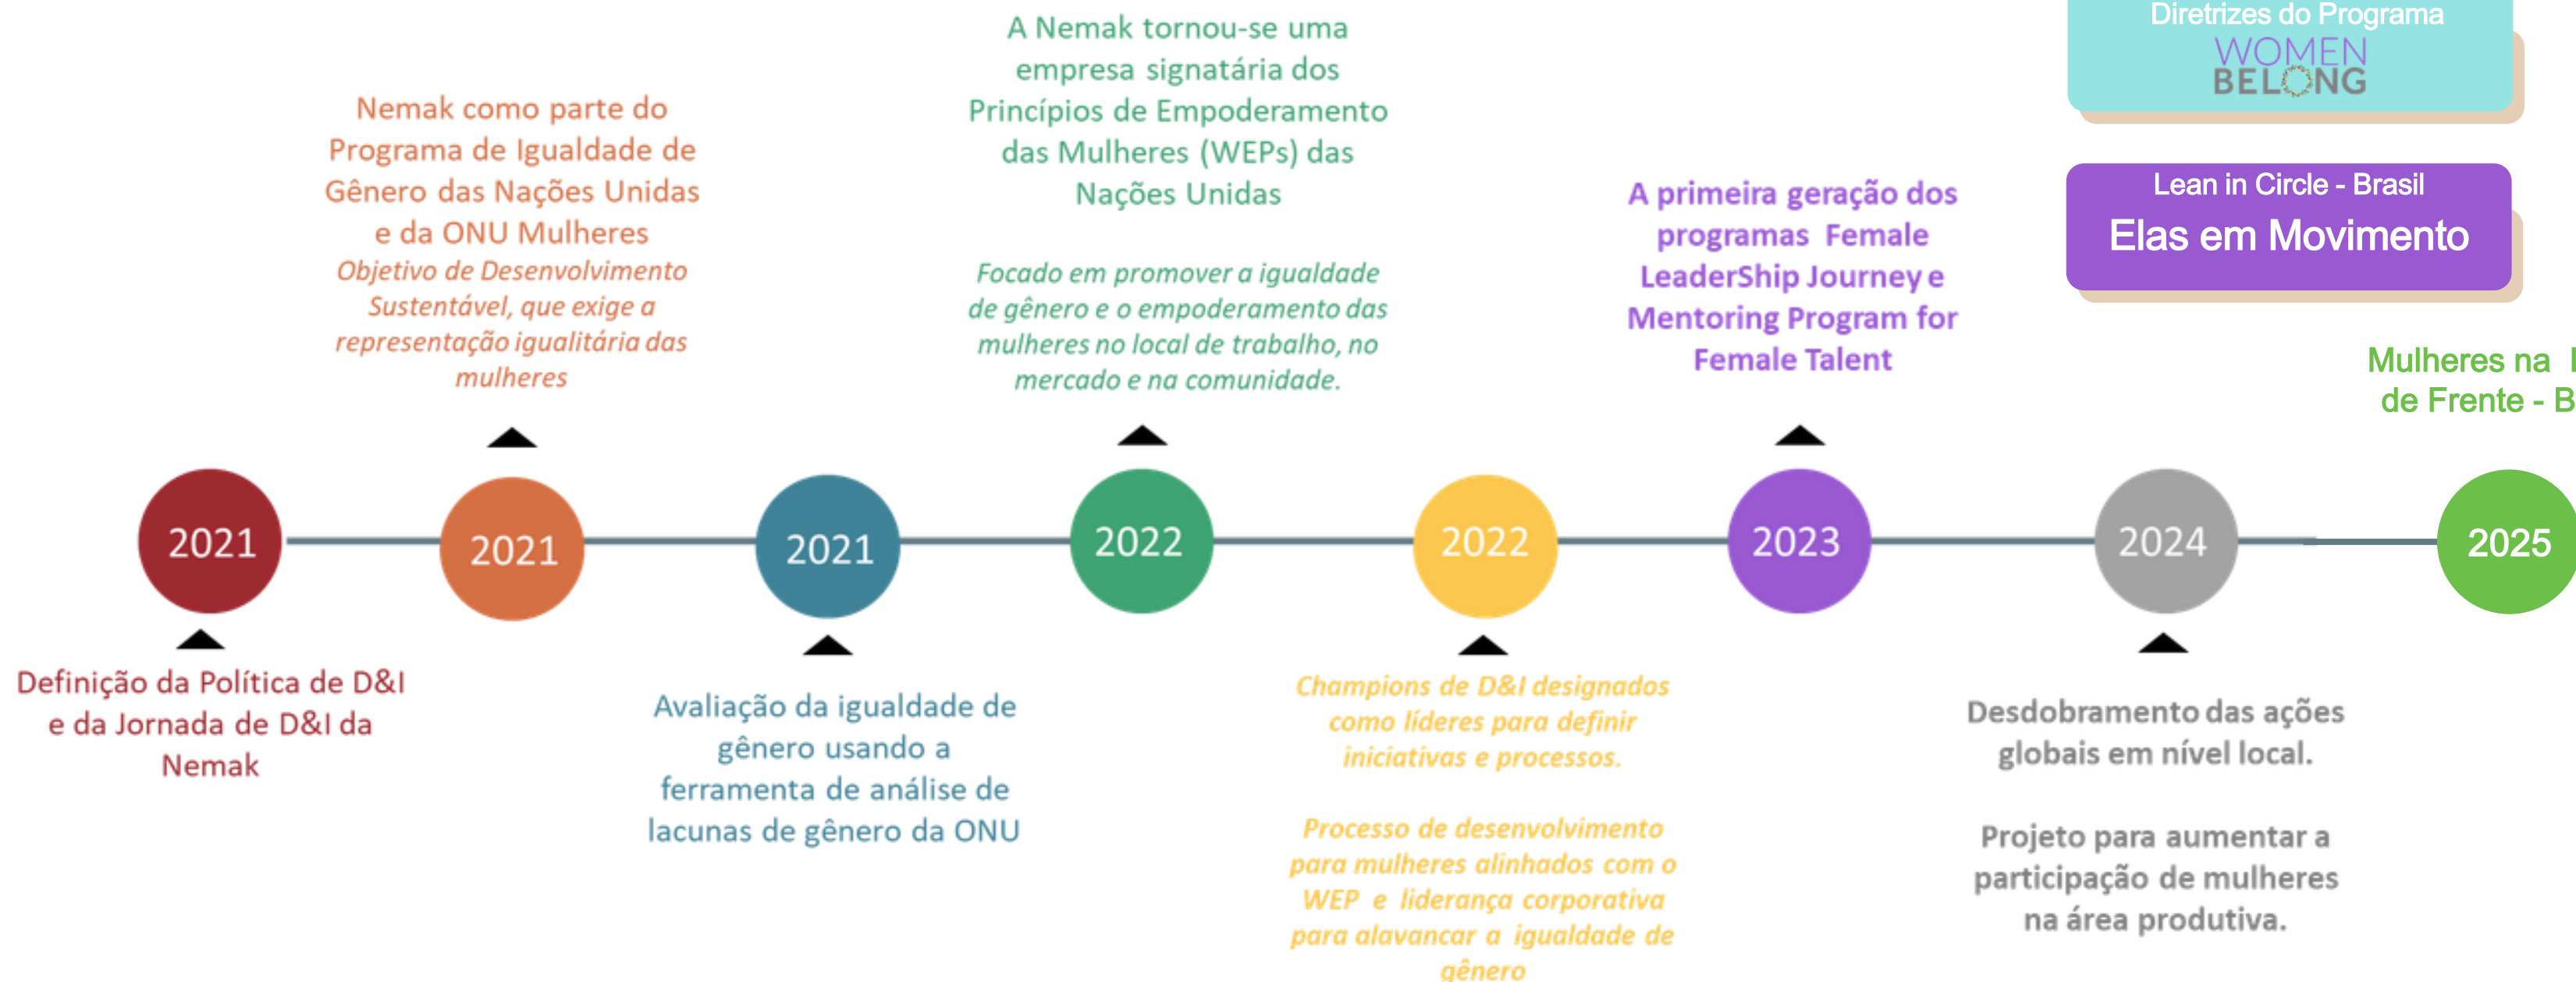 Diretrizes do Programa
WOMEN
BELONG
Lean in Circle - Brasil
Elas em Movimento
Nemak como parte do
Programa de Igualdade de
Gênero das Nações Unidas
e da ONU Mulheres
Objetivo de Desenvolvimento
Sustentável, que exige a
representação igualitária das
mulheres
A Nemak tornou-se uma
empresa signatária dos
Princípios de Empoderamento
das Mulheres (WEPs) das
Nações Unidas
Focado em promover a igualdade
de gênero e o empoderamento das
mulheres no local de trabalho, no
mercado e na comunidade.
A primeira geração dos
programas Female
LeaderShip Journey e
Mentoring Program for
Female Talent
Mulheres na
de Frente -
2021
2021
2021
2022
2022
2023
2024
2025
Definição da Política de D&I
e da Jornada de D&I da
Nemak
Avaliação da igualdade de
gênero usando a
ferramenta de análise de
lacunas de gênero da ONU
Champions de D&I designados
como líderes para definir
iniciativas e processos.
Processo de desenvolvimento
para mulheres alinhados com o
WEP e liderança corporativa
para alavancar a igualdade de
gênero
Desdobramento das ações
globais em nível local.
Projeto para aumentar a
participação de mulheres
na área produtiva.